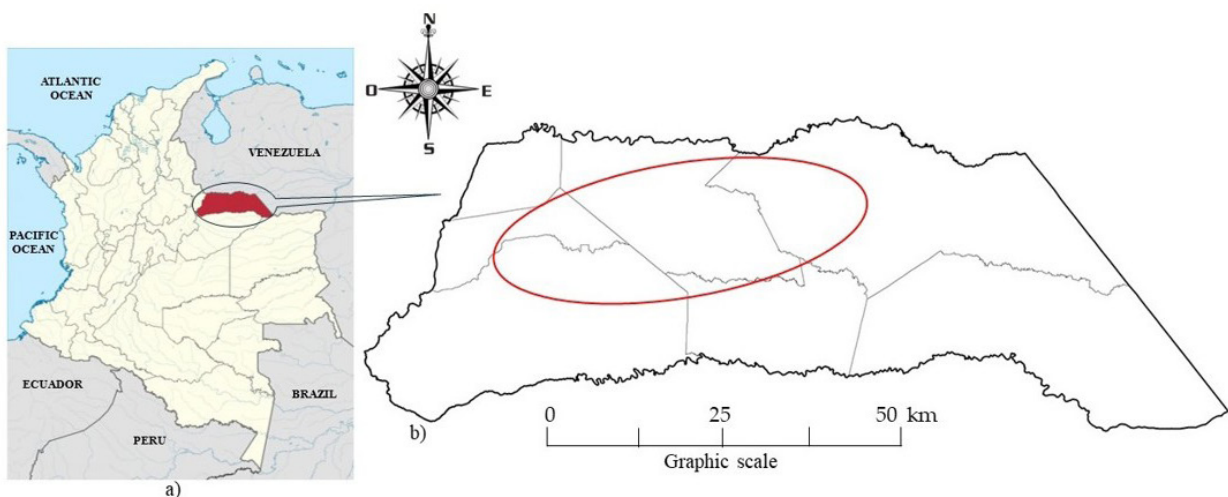 ATLANTIC
OCEAN
VENEZUELA
PACIFIC
OCEAN
ECUADOR
BRAZIL
PERU
a)
N
O
E
S
b)
0
25
50 km
Graphic scale